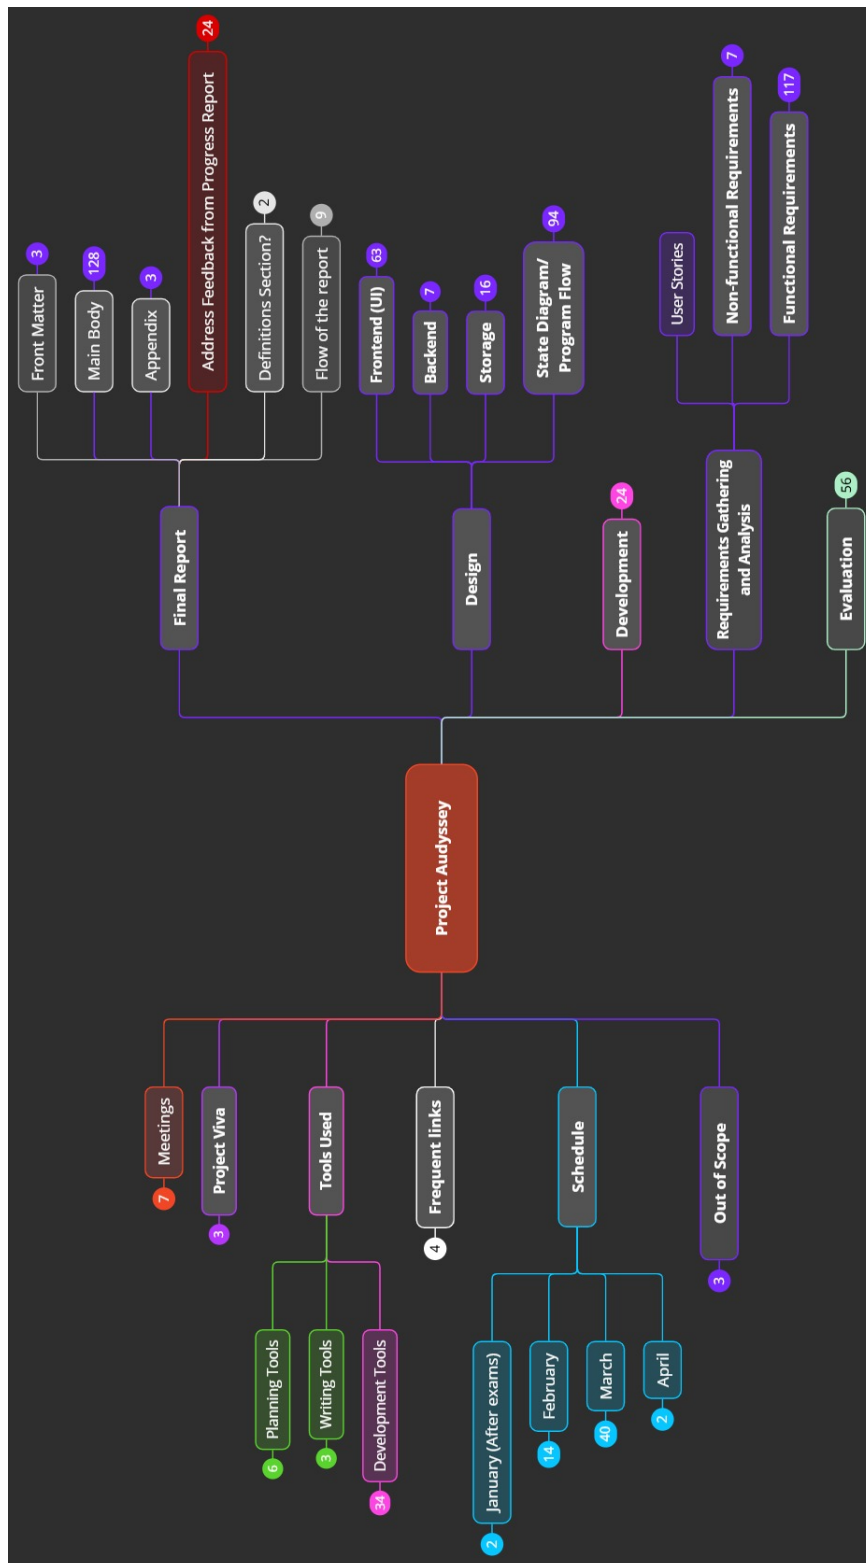 Meetings
7
Project Viva
3
Tools Used
Planning Tools
6
Writing Tools
3
Development Tools
34
Frequent links
4
Schedule
January (After exams)
2
February
14
March
40
April
2
Out of Scope
3
Project Audyssey
Final Report
Front Matter
3
Main Body
128
Appendix
3
Address Feedback from Progress Report
24
Definitions Section?
2
Flow of the report
9
Design
Frontend (UI)
63
Backend
7
Storage
16
State Diagram/
Program Flow
94
Development
24
Requirements Gathering
and Analysis
User Stories
Non-functional Requirements
7
Functional Requirements
117
Evaluation
56